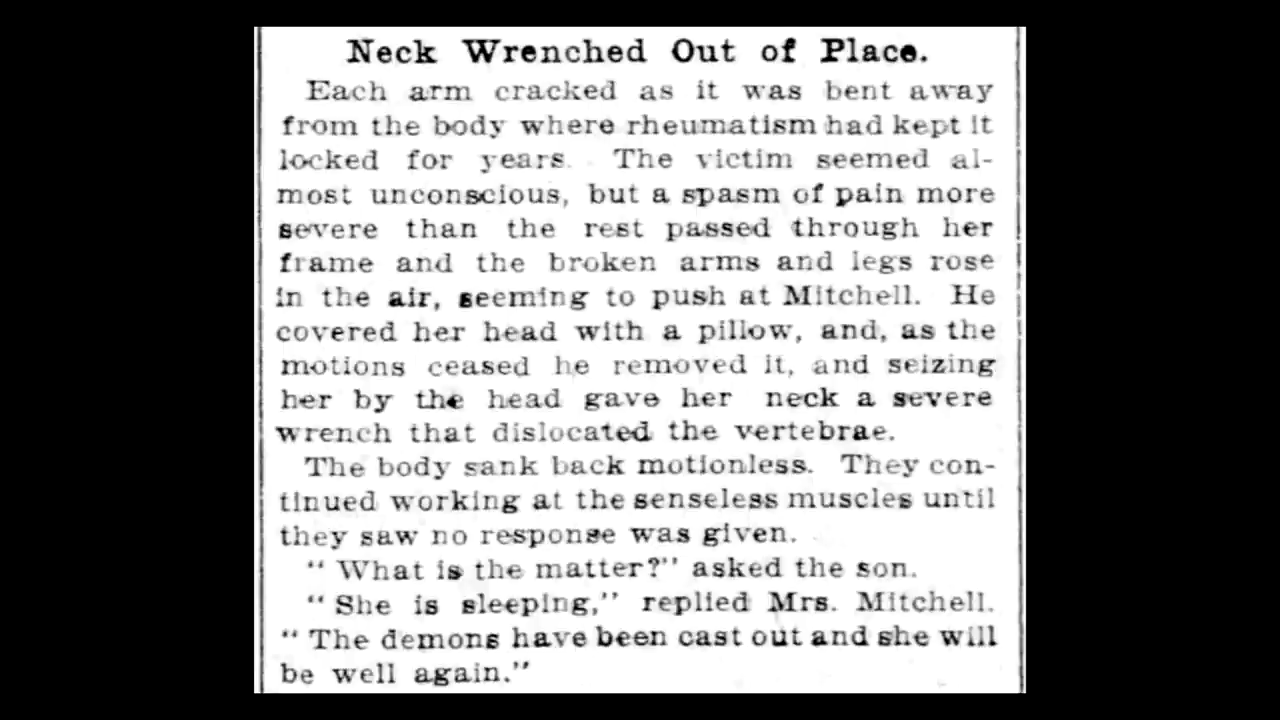 Neck Wrenched Out of Place.
Each arm cracked as it was bent away
from the body where rheumatism had kept it
locked for years. The victim seemed al-
most unconscious, but a spasm of pain more
severe than the rest passed through her
frame and the broken arms and legs rose
in the air, seeming to push at Mitchell. He
covered her head with a pillow, and, as the
motions ceased he removed it, and seizing
her by the head gave her neck a severe
wrench that dislocated the vertebrae.
The body sank back motionless. They con-
tinued working at the senseless muscles until
they saw no response was given.
" What is the matter?" asked the son.
" She is sleeping," replied Mrs. Mitchell.
" The demons have been cast out and she will
be well again."